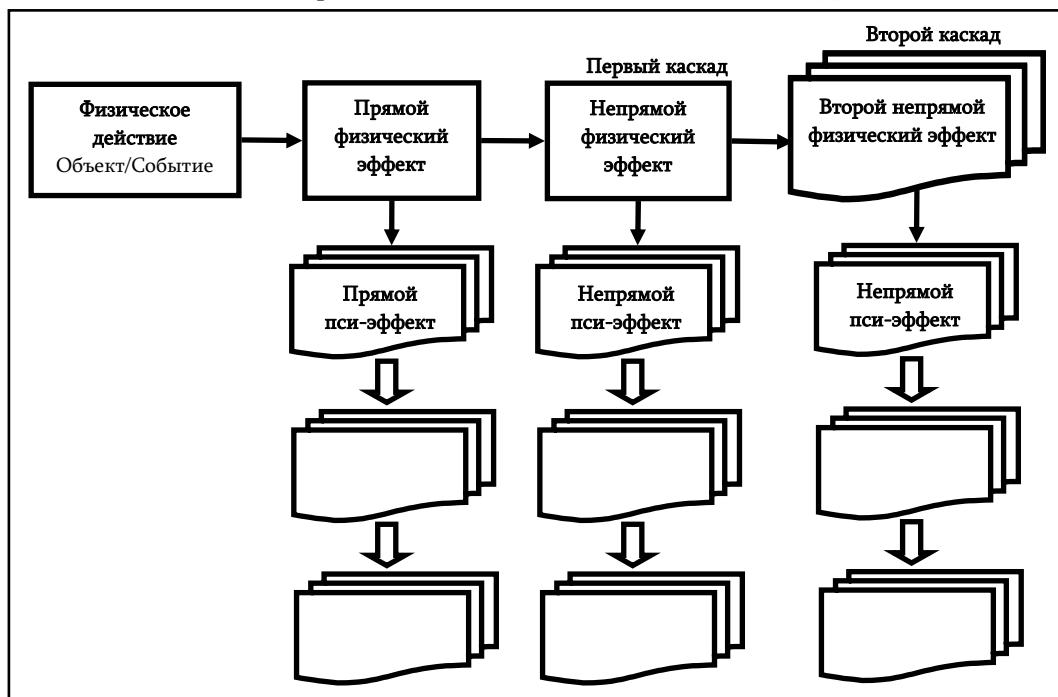 Второй каскад
Первый каскад
Физическое
действие
Объект/Событие
Прямой
физический
эффект
Непрямой
физический
эффект
Второй непрямой
физический эффект
Прямой
пси-эффект
Непрямой
пси-эффект
Непрямой
пси-эффект